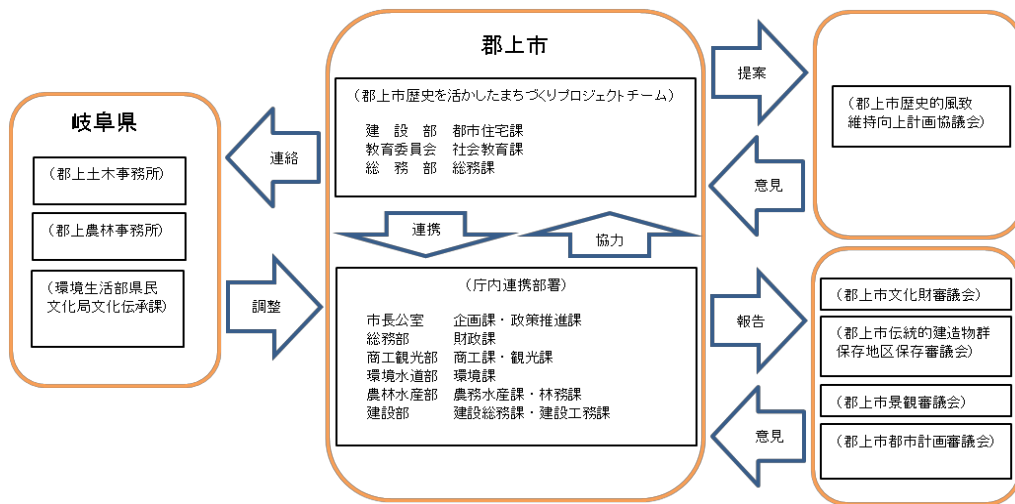 岐阜県
(郡上土木事務所)
(郡上農林事務所)
(環境生活部県民
文化局文化伝承課)
連絡
調整
郡上市
(郡上市歴史を活かしたまちづくりプロジェクトチーム)
建設部 都市住宅課
教育委員会 社会教育課
総務部 総務課
連携
協力
(庁内連携部署)
市長公室 企画課・政策推進課
総務部 財政課
商工観光部 商工課・観光課
環境水道部 環境課
農林水産部 農務水産課・林務課
建設部 建設総務課・建設工務課
提案
意見
(郡上市歴史的風致
維持向上計画協議会)
報告
意見
(郡上市文化財審議会)
(郡上市伝統的建造物群
保存地区保存審議会)
(郡上市景観審議会)
(郡上市都市計画審議会)